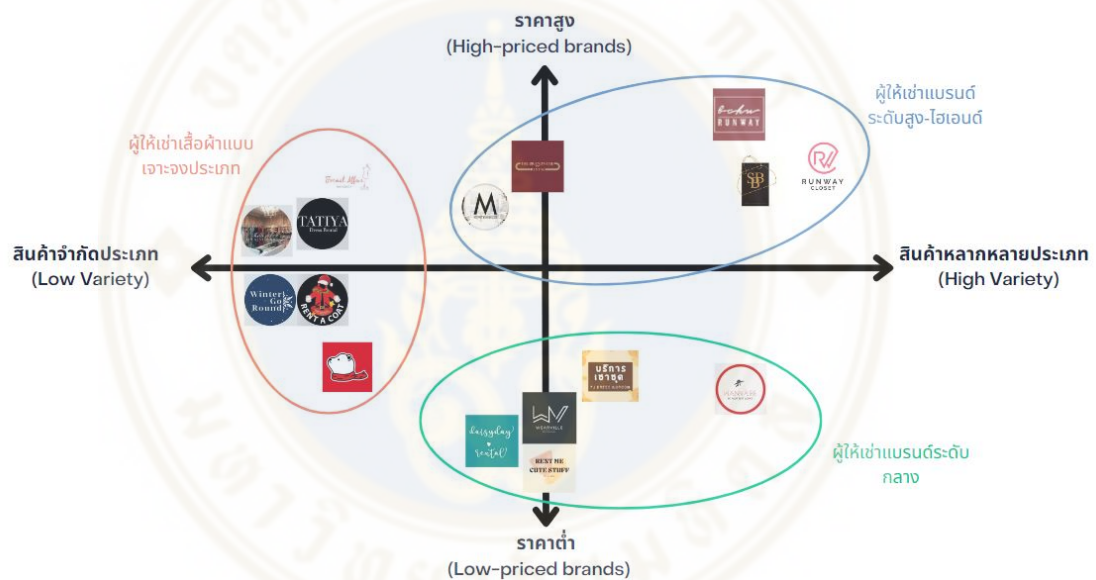 ราคาสูง
(High-priced brands)
ผู้ให้เช่าแบรนด์
ระดับสูง-ไฮเอนด์
ผู้ให้เช่าเสื้อผ้าแบบ
เจาะจงประเภท
RUNWAY
SBB
RV
RUNWAY
CLOSET
M
TATIYA
Dress Rental
สินค้าจำกัดประเภท
(Low Variety)
สินค้าหลากหลายประเภท
(High Variety)
Winter
Go
Round
RENT A COAT
บริการ
เช่าชุด
WM
daisyday
rental
RENT ME
CUTE STUFF
ผู้ให้เช่าแบรนด์ระดับ
กลาง
ราคาต่ำ
(Low-priced brands)